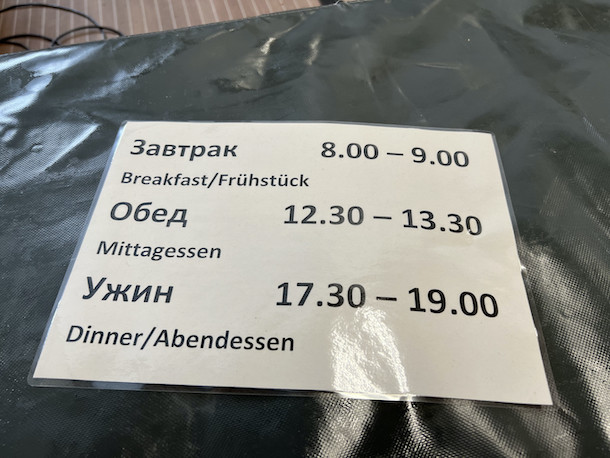 Завтрак 8.00 – 9.00
Breakfast/Frühstück
Обед 12.30 – 13.30
Mittagessen
Ужин 17.30 – 19.00
Dinner/Abendessen